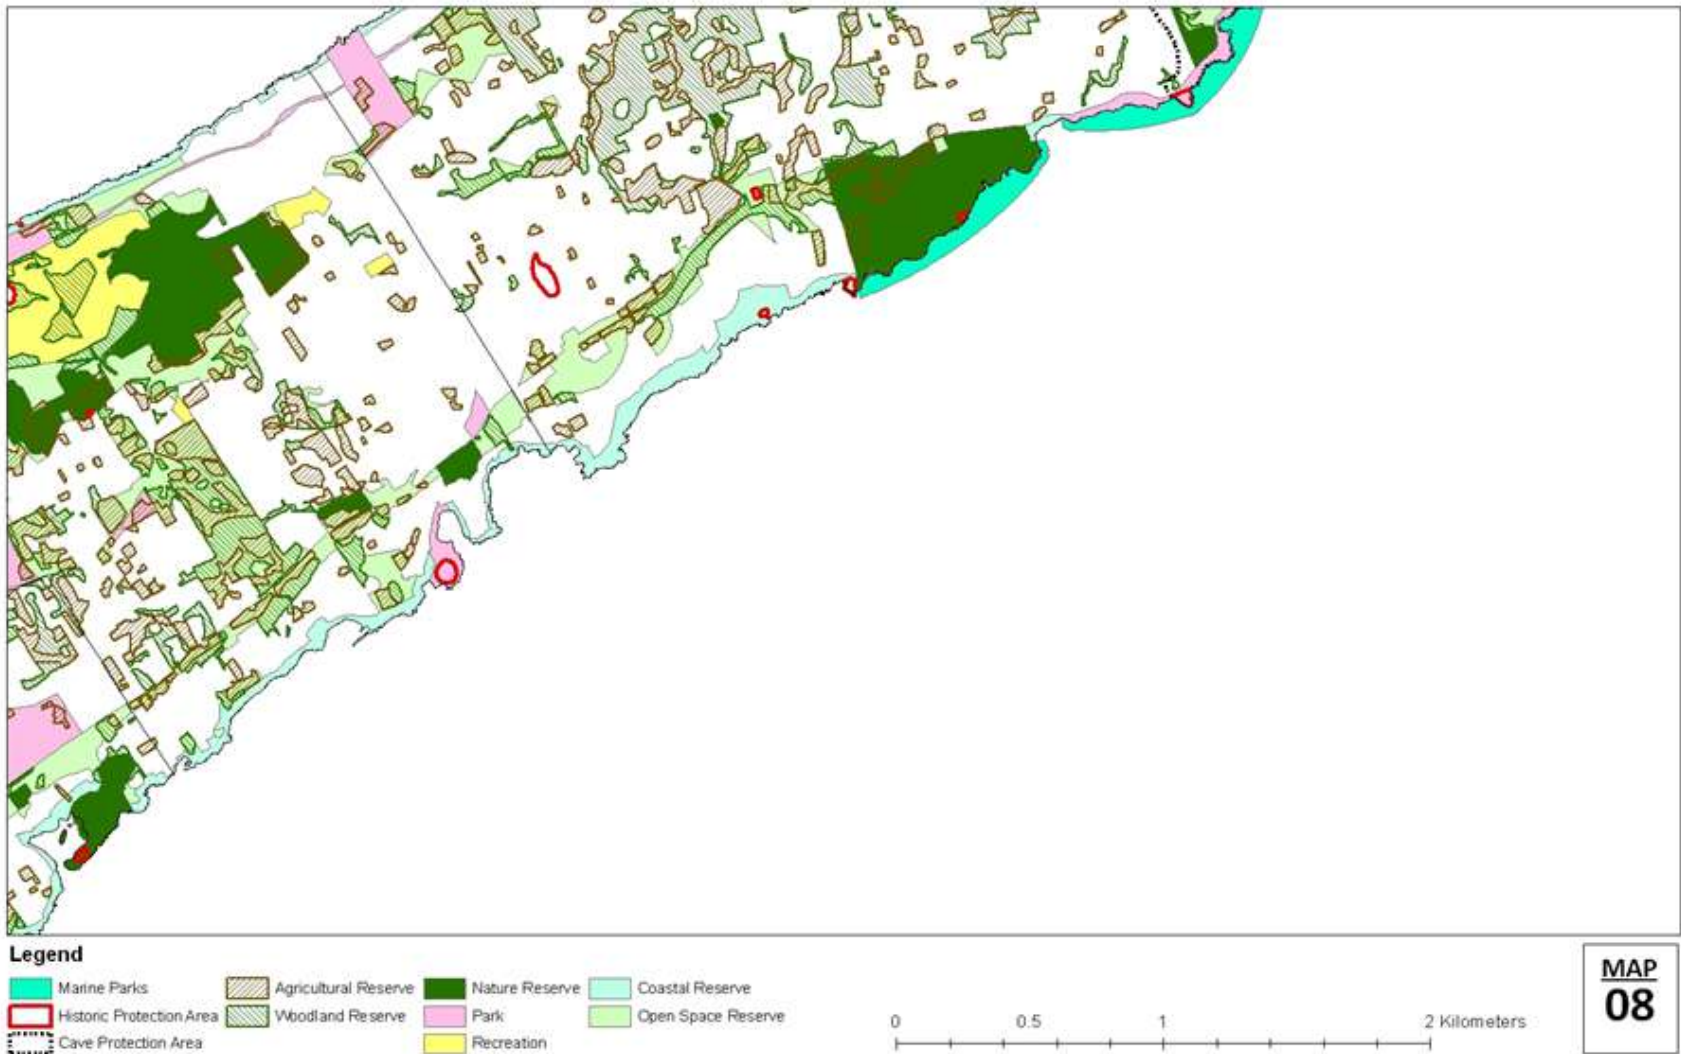 Legend
Marine Parks
Agricultural Reserve
Nature Reserve
Coastal Reserve
Historic Protection Area
Woodland Reserve
Park
Open Space Reserve
Cave Protection Area
Recreation
0 0.5 1 2 Kilometers
MAP
08